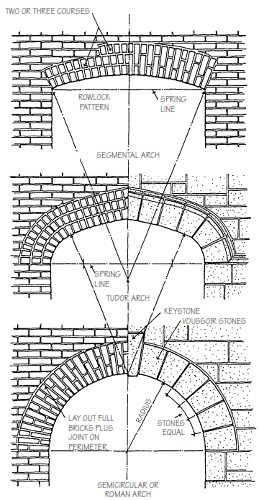 TWO OR THREE COURSES
ROWLOCK
PATTERN
SPRING
LINE
SEGMENTAL ARCH
SPRING
LINE
TUDOR ARCH
KEYSTONE
VOUSSOIR STONES
LAY OUT FULL
BRICKS PLUS
JOINT ON
PERIMETER
RADIUS
STONES
EQUAL
SEMICIRCULAR OR
ROMAN ARCH